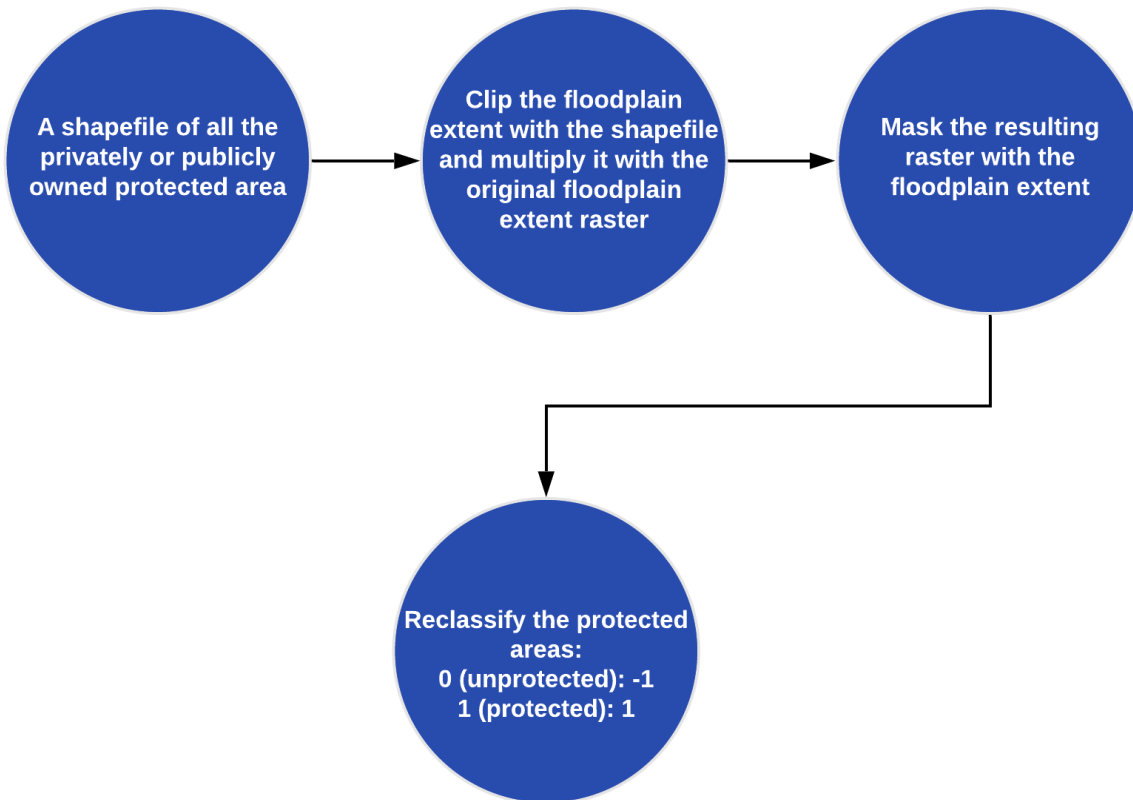 A shapefile of all the
privately or publicly
owned protected area
Clip the floodplain
extent with the shapefile
and multiply it with the
original floodplain
extent raster
Mask the resulting
raster with the
floodplain extent
Reclassify the protected
areas:
0 (unprotected): -1
1 (protected): 1